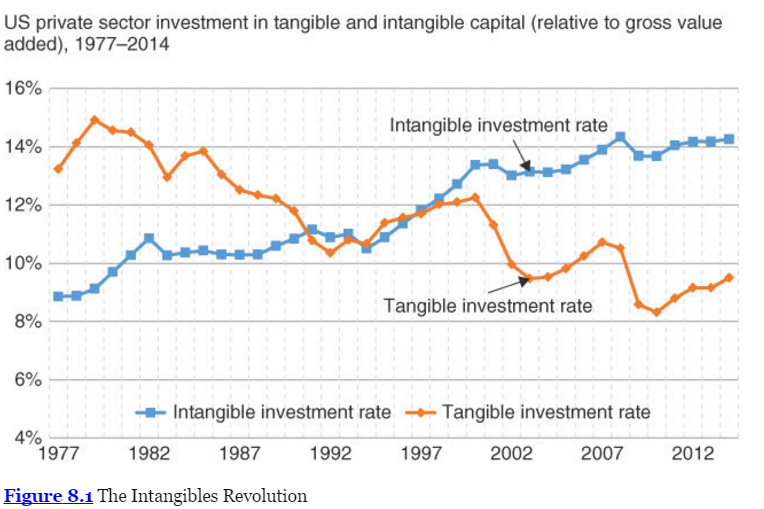 US private sector investment in tangible and intangible capital (relative to gross value
added), 1977–2014
16%
14%
12%
10%
8%
6%
4%
Intangible investment rate
Tangible investment rate
Intangible investment rate Tangible investment rate
1977 1982 1987 1992 1997 2002 2007 2012
Figure 8.1 The Intangibles Revolution